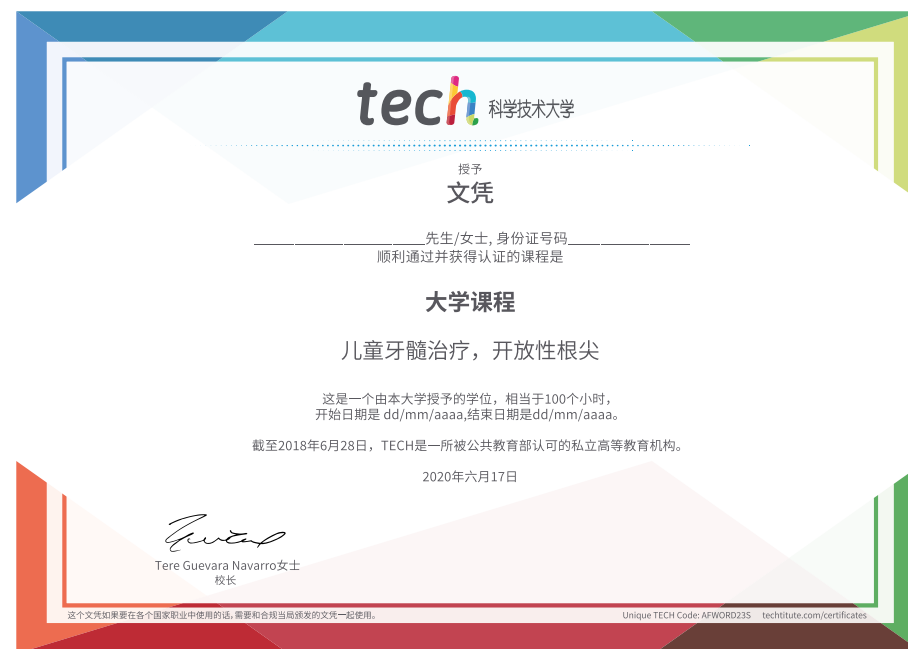 tech 科学技术大学
授予
文凭
先生/女士, 身份证号码
顺利通过并获得认证的课程是
大学课程
儿童牙髓治疗，开放性根尖
这是一个由本大学授予的学位，相当于100个小时，
开始日期是 dd/mm/aaaa,结束日期是dd/mm/aaaa。
截至2018年6月28日，TECH是一所被公共教育部认可的私立高等教育机构。
2020年六月17日
Tere Guevara Navarro女士
校长
这个文凭如果要在各个国家职业中使用的话,需要和合规当局颁发的文凭一起使用。
Unique TECH Code: AFWORD23S techtitute.com/certificates